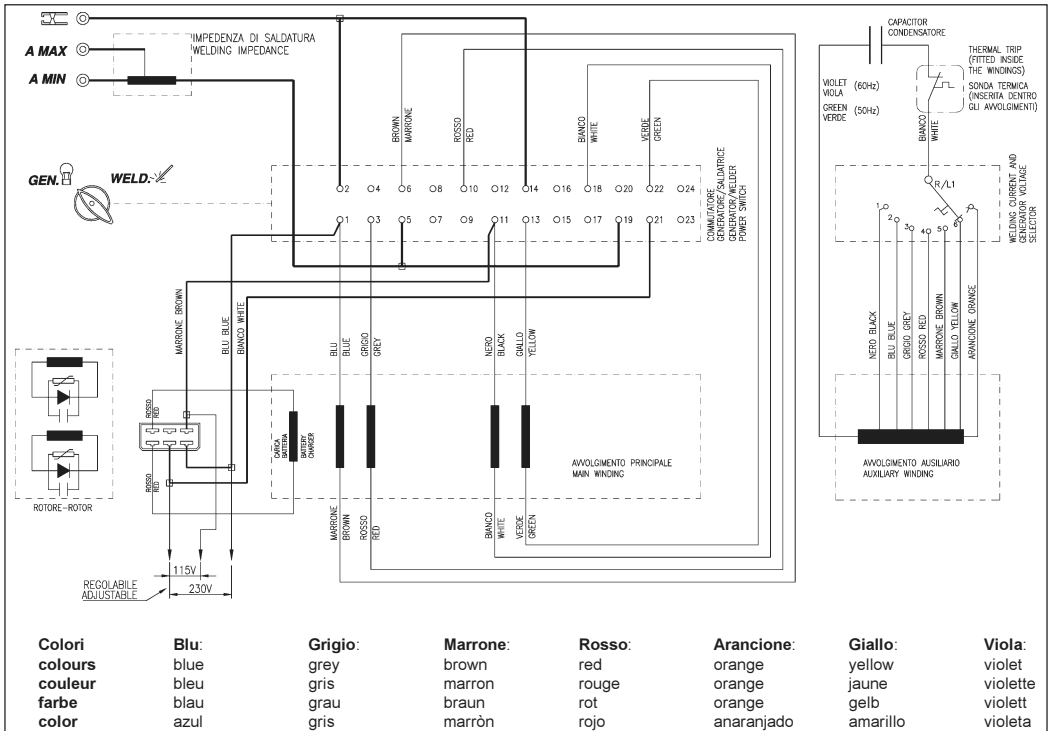 IMPEDENZA DI SALDATURA
WELDING IMPEDANCE
A MAX
A MIN
CAPACITOR
CONDENSATORE
THERMAL TRIP
(FITTED INSIDE
THE WINDINGS)
SONDA TERMICA
(INSERITA DENTRO
GLI AVVOLGIMENTI)
VIOLET
VIOLA
(60Hz)
GREEN
VERDE
(50Hz)
BIANCO
WHITE
BROWN
MARRONE
ROSSO
RED
BIANCO
WHITE
VERDE
GREEN
GEN.
WELD.
2 4 6 8 10 12 14 16 18 20 22 24
1 3 5 7 9 11 13 15 17 19 21 23
COMMUTATORE
GENERATORE/SALDATRICE
GENERATOR/WELDER
POWER SWITCH
R/L1
1 2 3 4 5 6 7
WELDING CURRENT AND
GENERATOR VOLTAGE
SELECTOR
MARRONE BROWN
BLU BLUE
BIANCO WHITE
BLU
BLUE
GRIGIO
GREY
NERO
BLACK
GIALLO
YELLOW
NERO BLACK
BLU BLUE
GRIGIO GREY
ROSSO RED
MARRONE BROWN
GIALLO YELLOW
ARANCIONE ORANGE
ROSSO
RED
ROSSO
RED
CARICA
BATTERIA
BATTERY
CHARGER
AVVOLGIMENTO PRINCIPALE
MAIN WINDING
AVVOLGIMENTO AUSILIARIO
AUXILIARY WINDING
ROTORE-ROTOR
MARRONE
BROWN
ROSSO
RED
BIANCO
WHITE
VERDE
GREEN
115V
230V
REGOLABILE
ADJUSTABLE
Colori Blu: Grigio: Marrone: Rosso: Arancione: Giallo: Viola:
colours blue grey brown red orange yellow violet
couleur bleu gris marron rouge orange jaune violette
farbe blau grau braun rot orange gelb violett
color azul gris marròn rojo anaranjado amarillo violeta